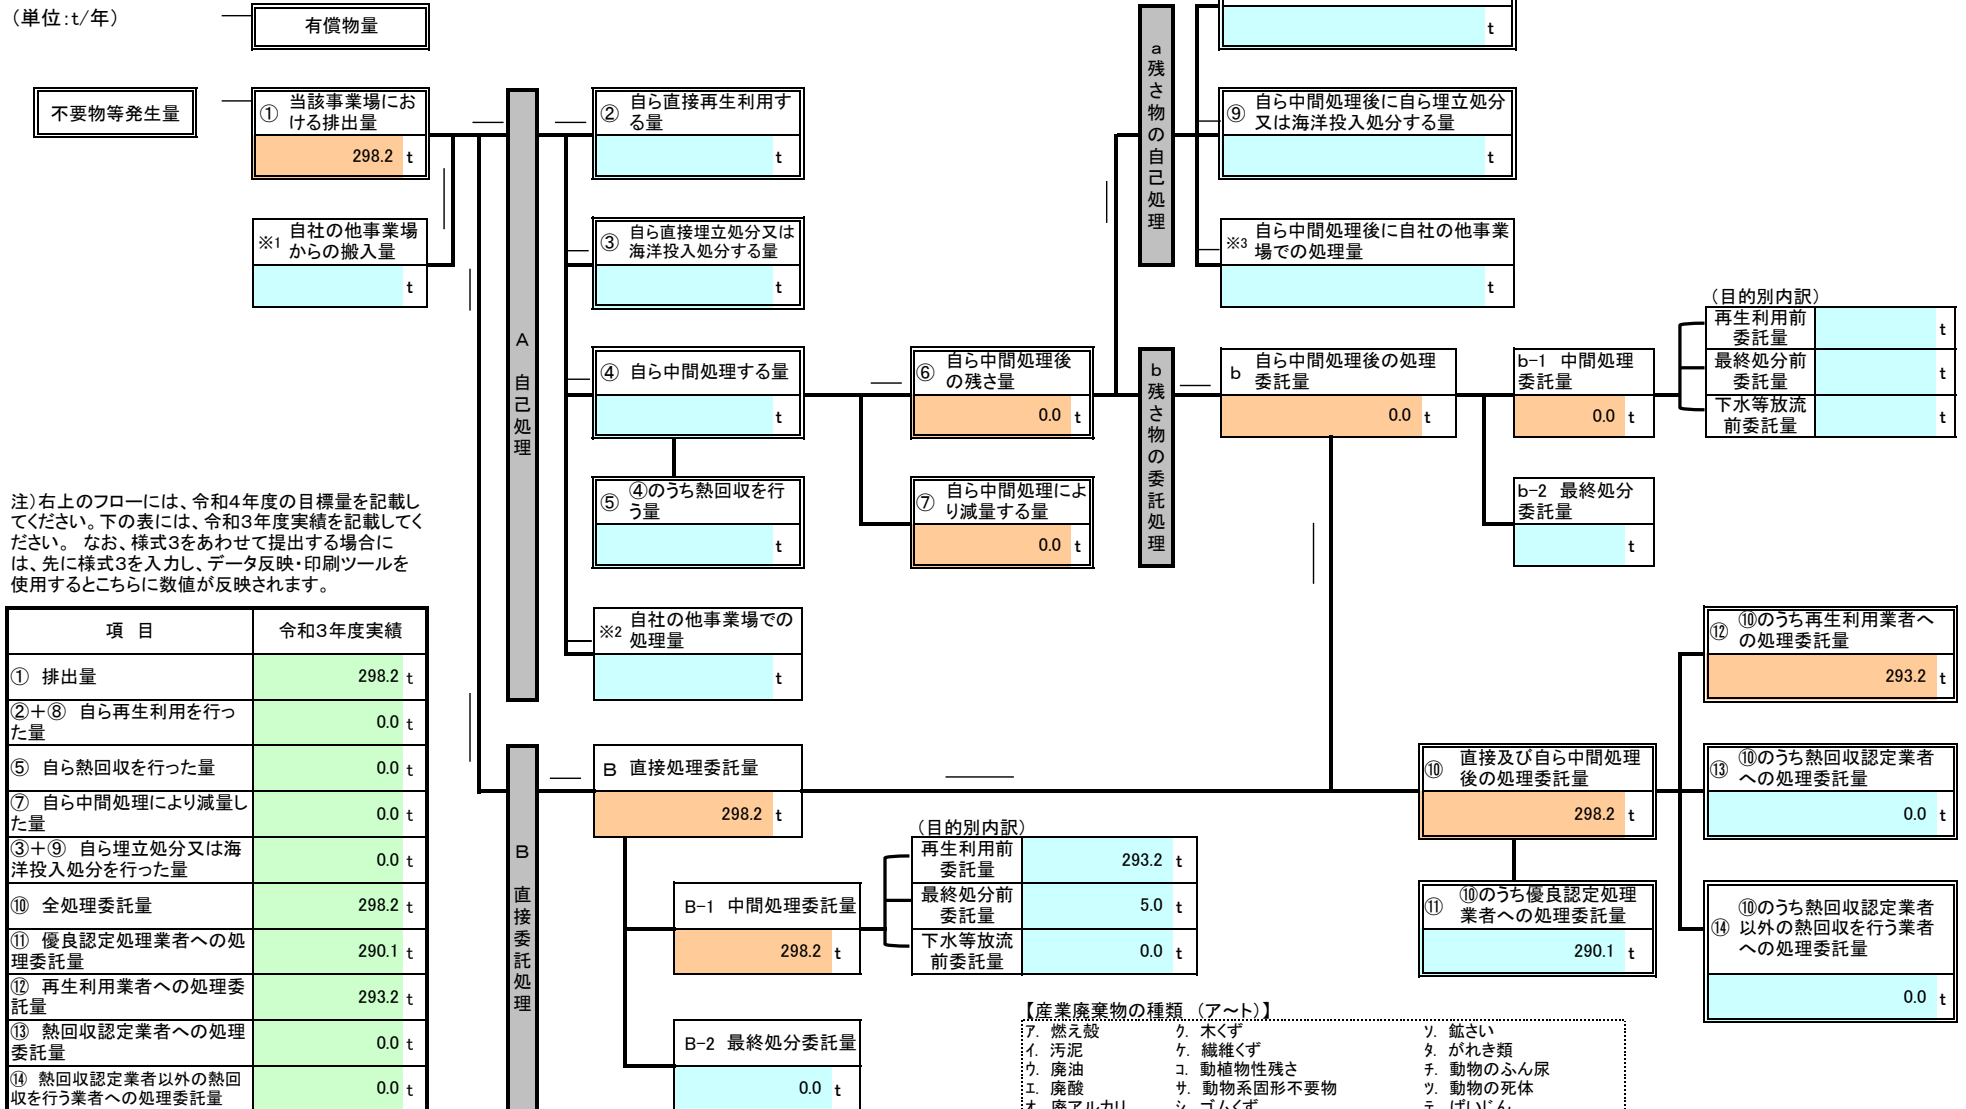 （単位:t/年）
有償物量
t
不要物等発生量
① 当該事業場にお
ける排出量
298.2 t
※1 自社の他事業場
からの搬入量
t
A 自己処理
② 自ら直接再生利用す
る量
t
③ 自ら直接埋立処分又は
海洋投入処分する量
t
④ 自ら中間処理する量
t
⑤ ④のうち熱回収を行
う量
t
※2 自社の他事業場での
処理量
t
⑥ 自ら中間処理後
の残さ量
0.0 t
⑦ 自ら中間処理によ
り減量する量
0.0 t
a残さ物の自己処理
⑨ 自ら中間処理後に自ら埋立処分
又は海洋投入処分する量
t
※3 自ら中間処理後に自社の他事業
場での処理量
t
b残さ物の委託処理
b 自ら中間処理後の処理
委託量
0.0 t
b-1 中間処理
委託量
0.0 t
b-2 最終処分
委託量
t
（目的別内訳）
再生利用前
委託量
t
最終処分前
委託量
t
下水等放流
前委託量
t
注）右上のフローには、令和４年度の目標量を記載し
てください。下の表には、令和３年度実績を記載してく
ださい。 なお、様式３をあわせて提出する場合に
は、先に様式３を入力し、データ反映・印刷ツールを
使用するとこちらに数値が反映されます。
項 目 令和３年度実績
① 排出量 298.2 t
②＋⑧ 自ら再生利用を行っ
た量 0.0 t
⑤ 自ら熱回収を行った量 0.0 t
⑦ 自ら中間処理により減量し
た量 0.0 t
③＋⑨ 自ら埋立処分又は海
洋投入処分を行った量 0.0 t
⑩ 全処理委託量 298.2 t
⑪ 優良認定処理業者への処
理委託量 290.1 t
⑫ 再生利用業者への処理委
託量 293.2 t
⑬ 熱回収認定業者への処理
委託量 0.0 t
⑭ 熱回収認定業者以外の熱回
収を行う業者への処理委託量 0.0 t
B 直接委託処理
B 直接処理委託量
298.2 t
B-1 中間処理委託量
298.2 t
B-2 最終処分委託量
0.0 t
（目的別内訳）
再生利用前
委託量 293.2 t
最終処分前
委託量 5.0 t
下水等放流
前委託量 0.0 t
⑩ 直接及び自ら中間処理
後の処理委託量
298.2 t
⑪ ⑩のうち優良認定処理
業者への処理委託量
290.1 t
⑫ ⑩のうち再生利用業者へ
の処理委託量
293.2 t
⑬ ⑩のうち熱回収認定業者
への処理委託量
0.0 t
⑭ ⑩のうち熱回収認定業者
以外の熱回収を行う業者
への処理委託量
0.0 t
【産業廃棄物の種類 （ア～ト）】
ｱ. 燃え殻 ｸ. 木くず ｿ. 鉱さい
ｲ. 汚泥 ｹ. 繊維くず ﾀ. がれき類
ｳ. 廃油 ｺ. 動植物性残さ ﾁ. 動物のふん尿
ｴ. 廃酸 ｻ. 動物系固形不要物 ﾂ. 動物の死体
ｵ. 廃アルカリ ｼ. ゴムくず ﾃ. ばいじん